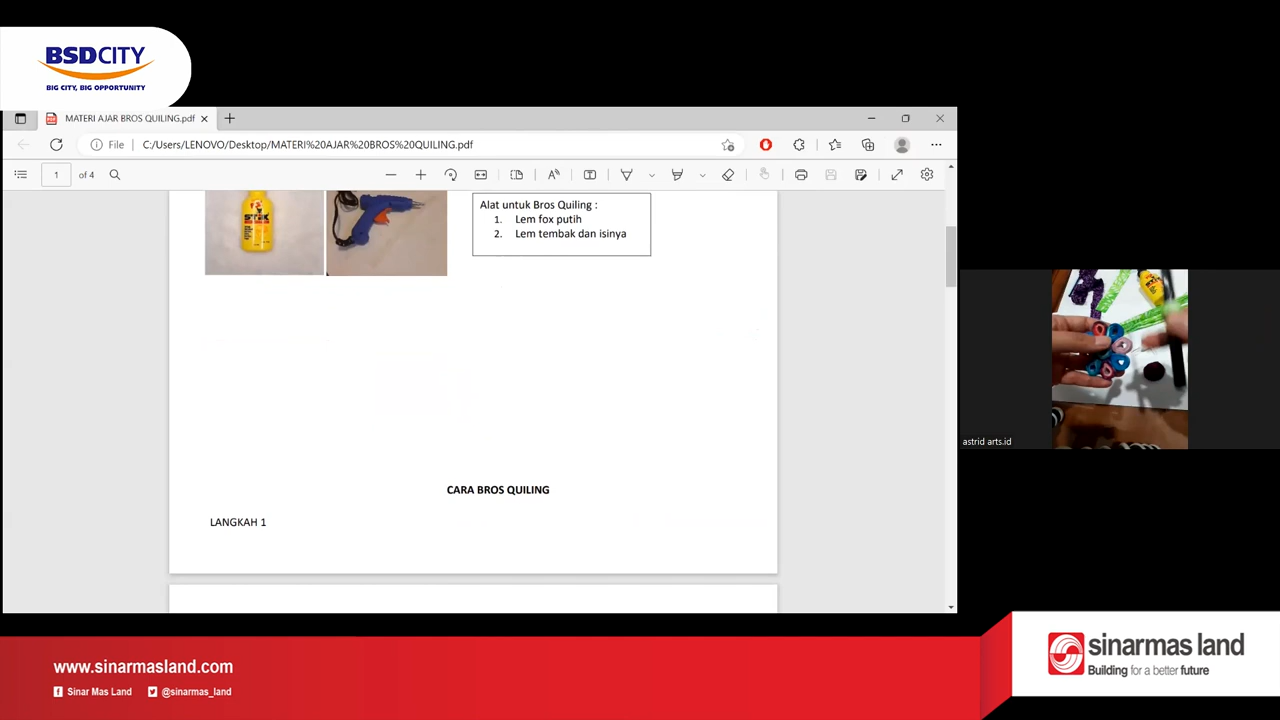 BSDCITY
BIG CITY, BIG OPPORTUNITY
MATERI AJAR BROS QUILING.pdf
File
C:/Users/LENOVO/Desktop/MATERI%20AJAR%20BROS%20QUILING.pdf
1
of 4
STIK
Alat untuk Bros Quiling :
1. Lem fox putih
2. Lem tembak dan isinya
CARA BROS QUILING
LANGKAH 1
astrid arts.id
www.sinarmasland.com
Sinar Mas Land
@sinarmas_land
sinarmas land
Building for a better future